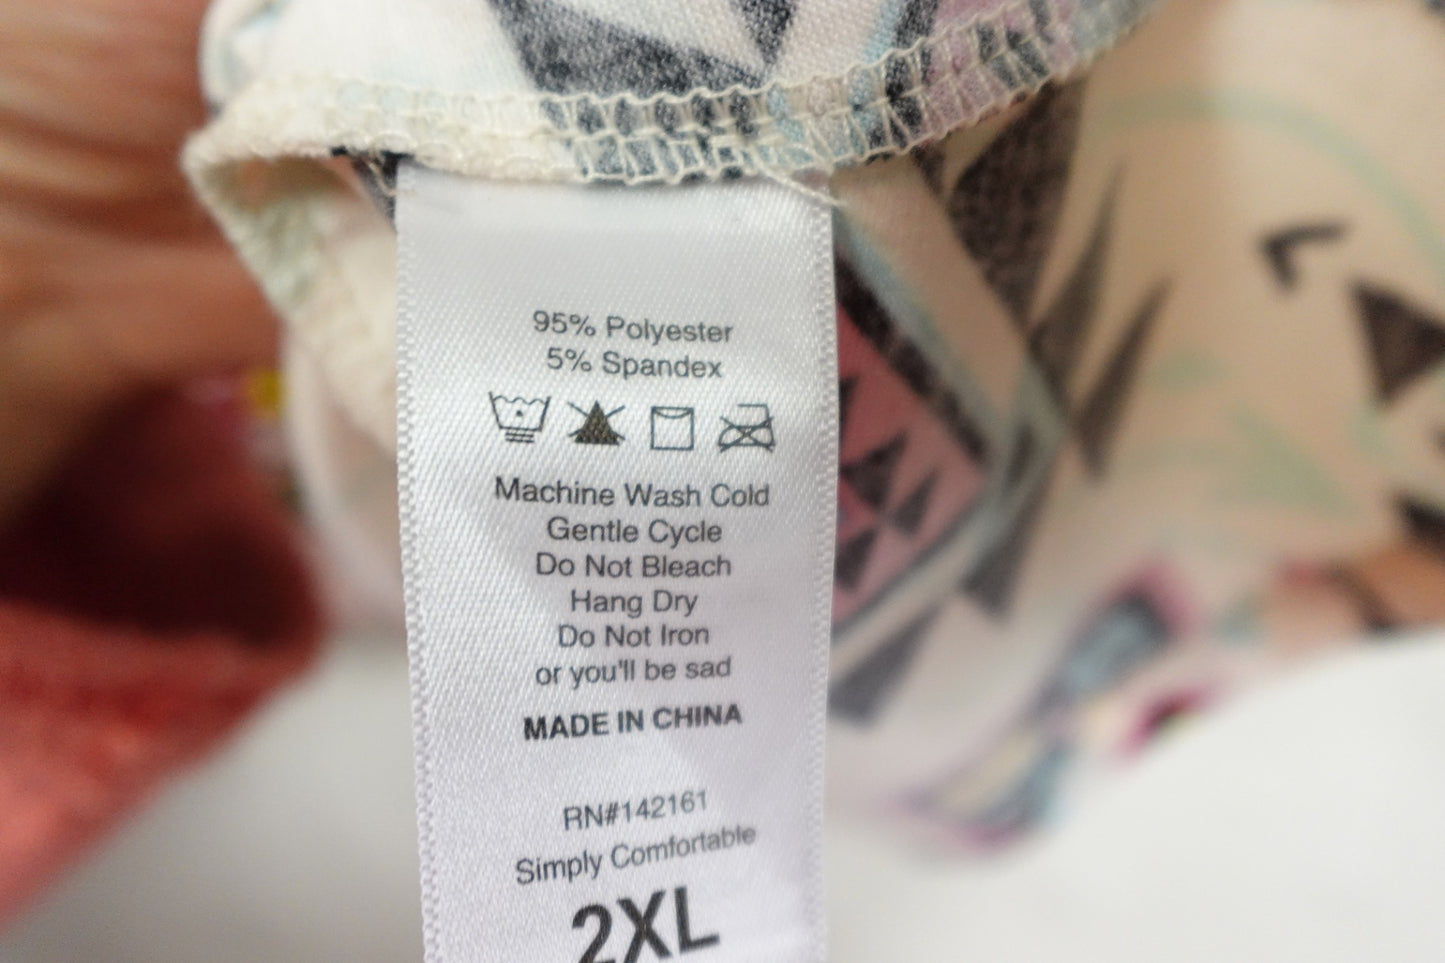 95% Polyester
5% Spandex
Machine Wash Cold
Gentle Cycle
Do Not Bleach
Hang Dry
Do Not Iron
or you'll be sad
MADE IN CHINA
RN#142161
Simply Comfortable
2XL